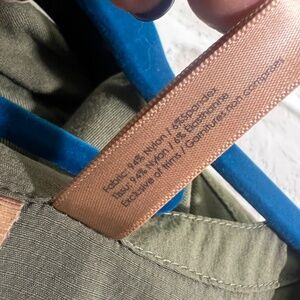 Fabric: 94% Nylon / 6% Spandex
Tissu: 94% Nylon / 6% Élasthanne
Exclusive of Trims / Garnitures non comprises